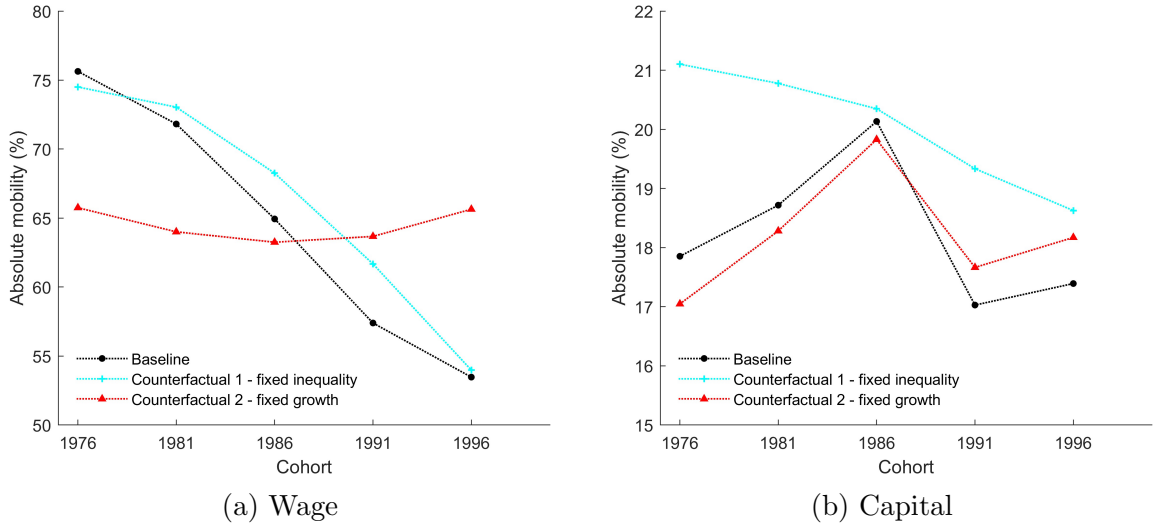 80
75
70
65
60
55
50
Absolute mobility (%)
Baseline
Counterfactual 1 - fixed inequality
Counterfactual 2 - fixed growth
1976 1981 1986 1991 1996
Cohort
(a) Wage
22
21
20
19
18
17
16
15
Absolute mobility (%)
Baseline
Counterfactual 1 - fixed inequality
Counterfactual 2 - fixed growth
1976 1981 1986 1991 1996
Cohort
(b) Capital